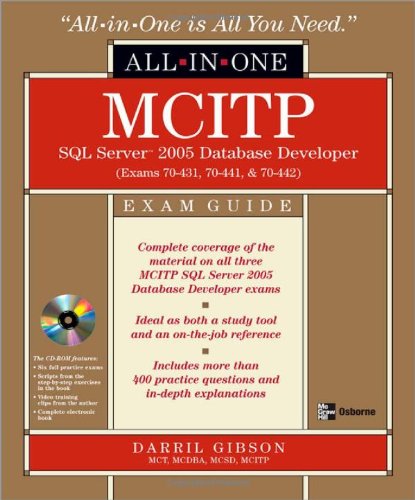 "All-in-One is All You Need."
ALL■IN■ONE
MCITP
SQL Server™ 2005 Database Developer
(Exams 70-431, 70-441, & 70-442)
EXAM GUIDE
Complete coverage of the
material on all three
MCITP SQL Server 2005
Database Developer exams
Ideal as both a study tool
and an on-the-job reference
Includes more than
400 practice questions and
in-depth explanations
The CD-ROM features:
• Six full practice exams
• Scripts from the
step-by-step exercises
in the book
• Video training
clips from the author
• Complete electronic
book
Mc
Graw
Hill
Osborne
DARRIL GIBSON
MCT, MCDBA, MCSD, MCITP